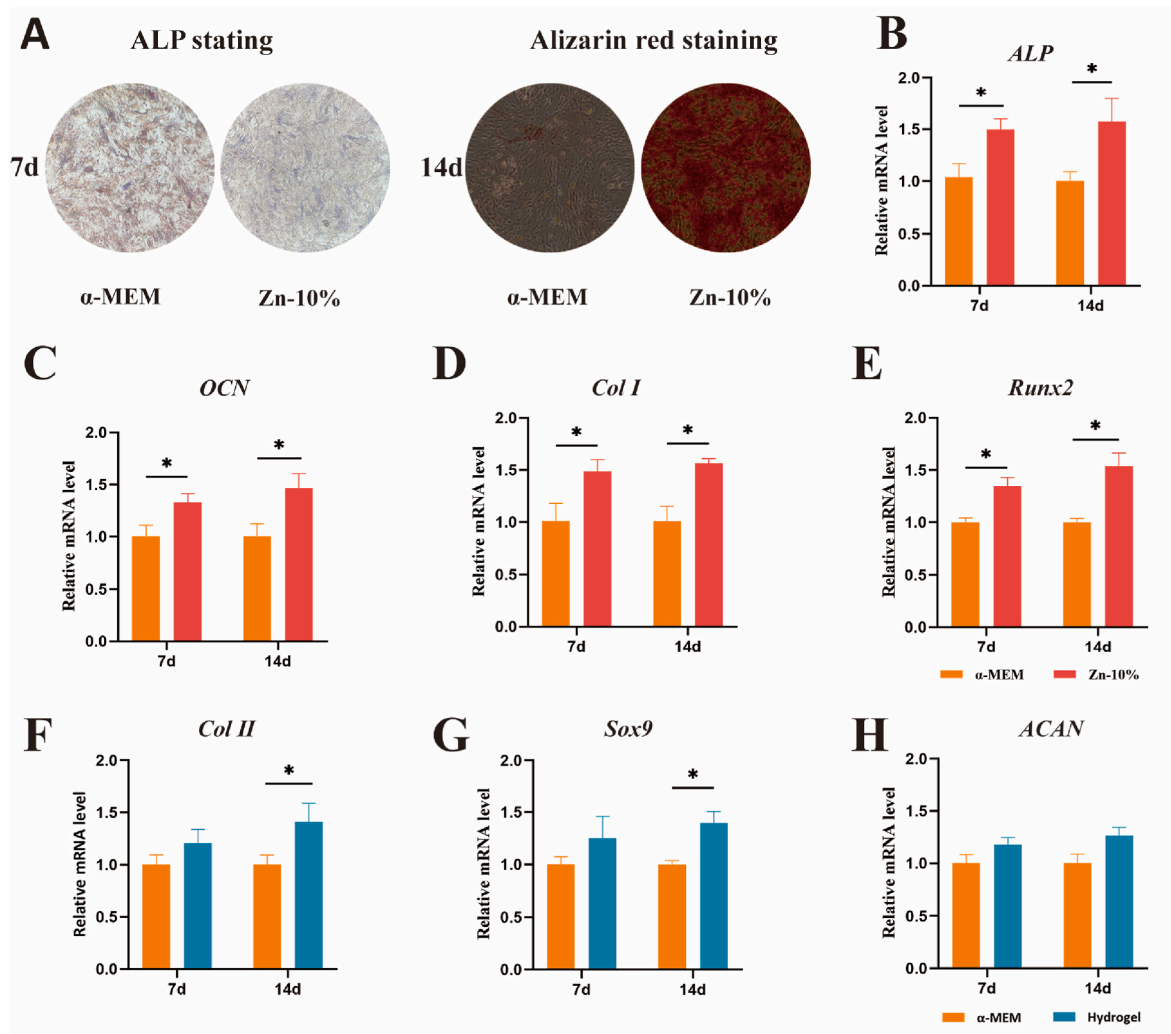 A
ALP stating
Alizarin red staining
7d
14d
α-MEM
Zn-10%
α-MEM
Zn-10%
B
ALP
Relative mRNA level
2.0
1.5
1.0
0.5
0.0
*
*
7d
14d
C
OCN
Relative mRNA level
2.0
1.5
1.0
0.5
0.0
*
*
7d
14d
D
Col I
Relative mRNA level
2.0
1.5
1.0
0.5
0.0
*
*
7d
14d
E
Runx2
Relative mRNA level
2.0
1.5
1.0
0.5
0.0
*
*
7d
14d
α-MEM
Zn-10%
F
Col II
Relative mRNA level
2.0
1.5
1.0
0.5
0.0
*
7d
14d
G
Sox9
Relative mRNA level
2.0
1.5
1.0
0.5
0.0
*
7d
14d
H
ACAN
Relative mRNA level
2.0
1.5
1.0
0.5
0.0
7d
14d
α-MEM
Hydrogel